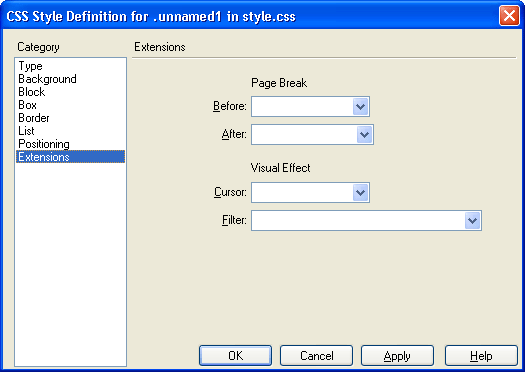 CSS Style Definition for .unnamed1 in style.css
Category
Extensions
Type
Background
Block
Box
Border
List
Positioning
Extensions
Page Break
Before:
After:
Visual Effect
Cursor:
Filter:
OK
Cancel
Apply
Help